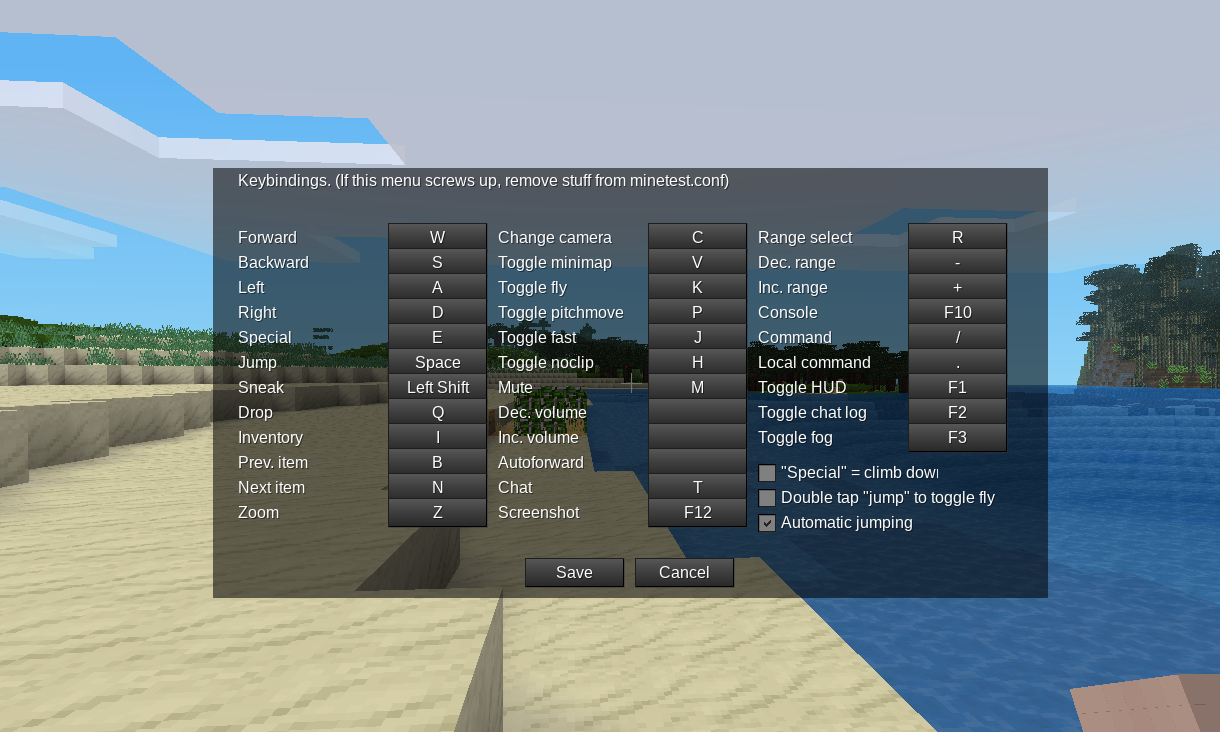 Keybindings. (If this menu screws up, remove stuff from minetest.conf)
Forward W Change camera C Range select R
Backward S Toggle minimap V Dec. range -
Left A Toggle fly K Inc. range +
Right D Toggle pitchmove P Console F10
Special E Toggle fast J Command /
Jump Space Toggle noclip H Local command .
Sneak Left Shift Mute M Toggle HUD F1
Drop Q Dec. volume Toggle chat log F2
Inventory I Inc. volume Toggle fog F3
Prev. item B Autoforward
"Special" = climb down
Next item N Chat T
Double tap "jump" to toggle fly
Zoom Z Screenshot F12
Automatic jumping
Save Cancel